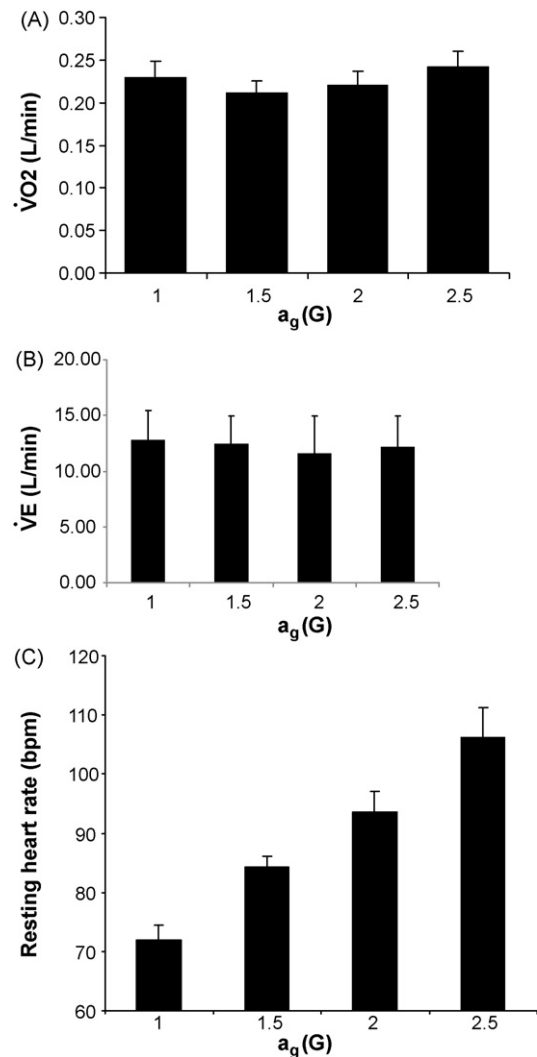 (A)
V̇O2 (L/min)
0.30
0.25
0.20
0.15
0.10
0.05
0.00
1 1.5 2 2.5
ag (G)
(B)
V̇E (L/min)
20.00
15.00
10.00
5.00
0.00
1 1.5 2 2.5
ag (G)
(C)
Resting heart rate (bpm)
120
110
100
90
80
70
60
1 1.5 2 2.5
ag (G)